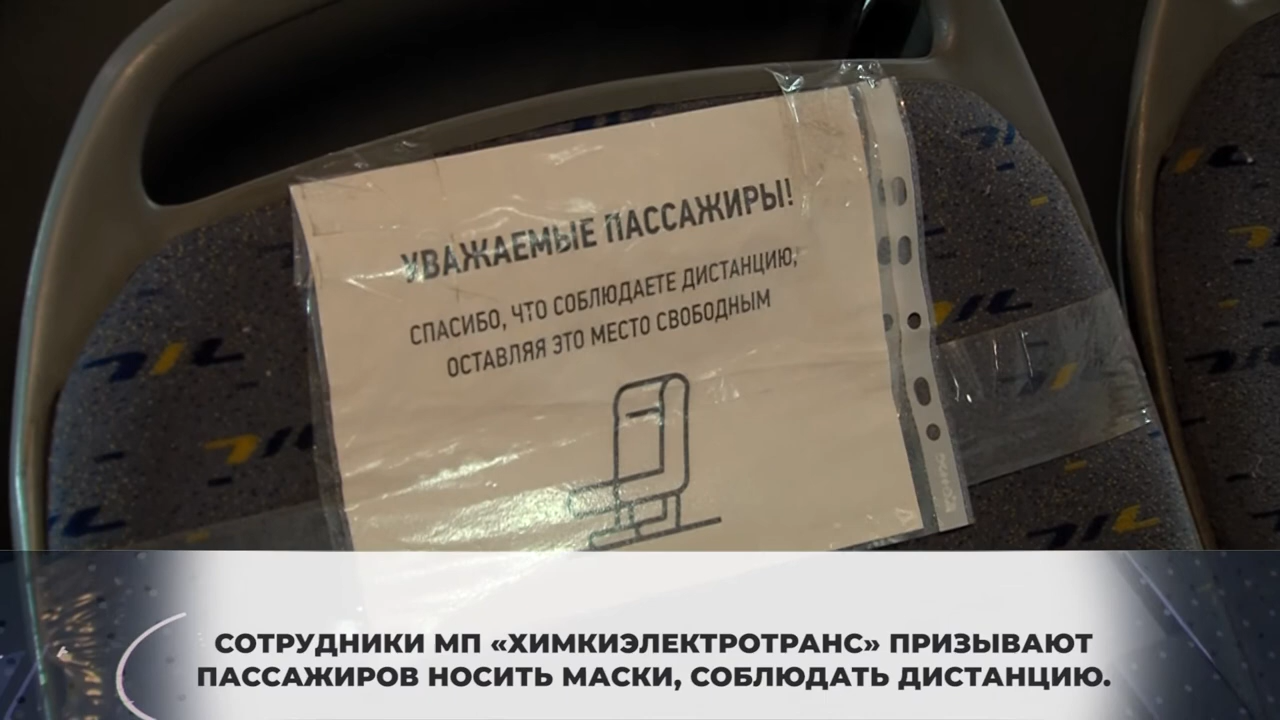 УВАЖАЕМЫЕ ПАССАЖИРЫ!
СПАСИБО, ЧТО СОБЛЮДАЕТЕ ДИСТАНЦИЮ,
ОСТАВЛЯЯ ЭТО МЕСТО СВОБОДНЫМ
СОТРУДНИКИ МП «ХИМКИЭЛЕКТРОТРАНС» ПРИЗЫВАЮТ
ПАССАЖИРОВ НОСИТЬ МАСКИ, СОБЛЮДАТЬ ДИСТАНЦИЮ.